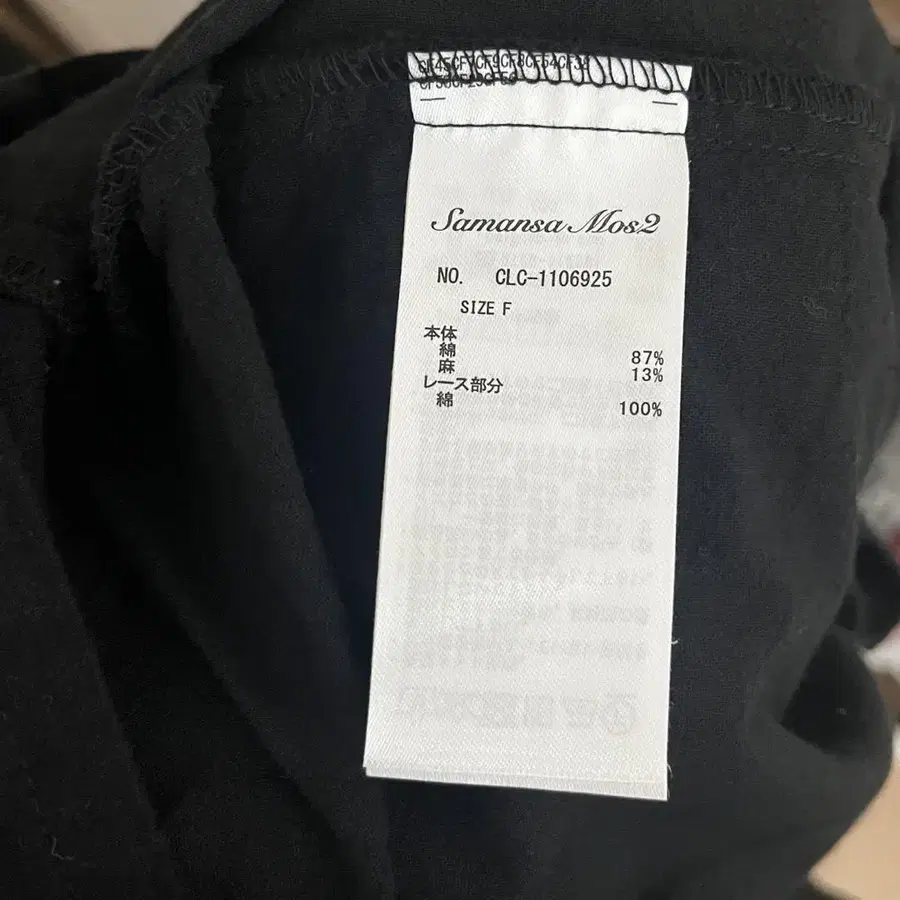 Samansa Mos2
NO. CLC-1106925
SIZE F
本体
綿 87%
麻 13%
レース部分
綿 100%